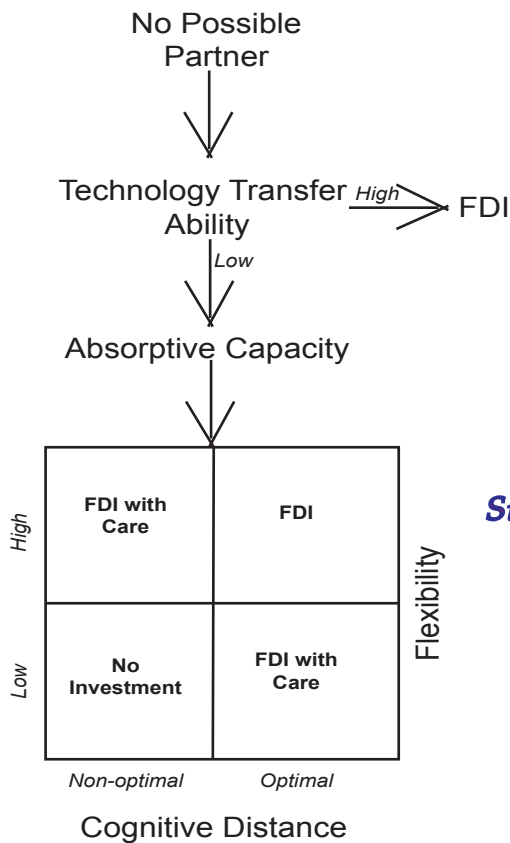 No Possible
Partner
Technology Transfer
Ability
High
FDI
Low
Absorptive Capacity
High
FDI with
Care
FDI
Flexibility
Low
No
Investment
FDI with
Care
Non-optimal
Optimal
Cognitive Distance